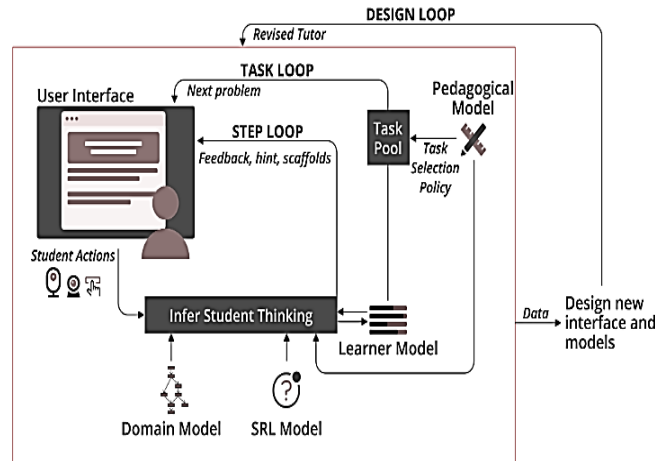 DESIGN LOOP
Revised Tutor
TASK LOOP
Next problem
User Interface
Pedagogical
Model
STEP LOOP
Feedback, hint, scaffolds
Task
Pool
Task
Selection
Policy
Student Actions
Infer Student Thinking
Learner Model
Data
Design new
interface and
models
?
Domain Model
SRL Model